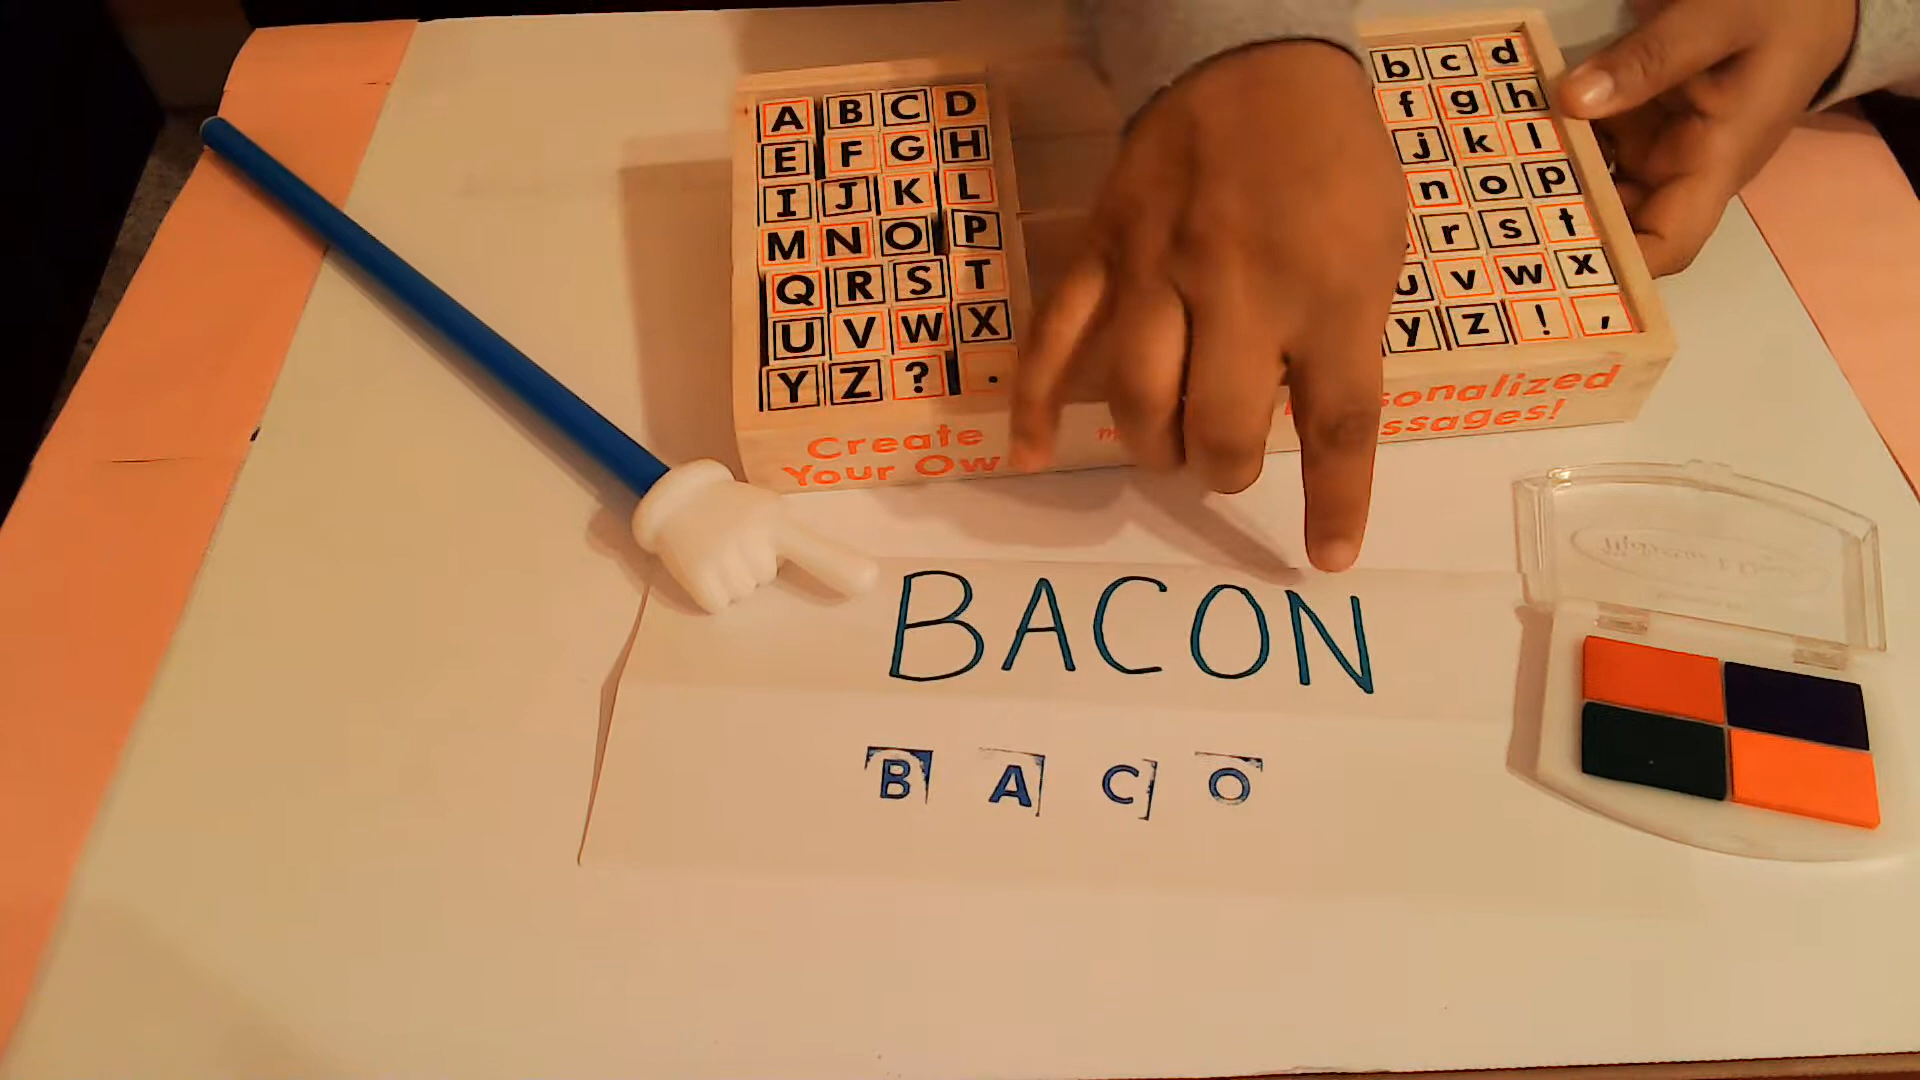 A B C D
E F G H
I J K L
M N O P
Q R S T
U V W X
Y Z ? .
b c d
f g h
j k l
n o p
r s t
u v w x
y z ! ,
Create
Your Ow
sonalized
ssages!
BACON
B A C O